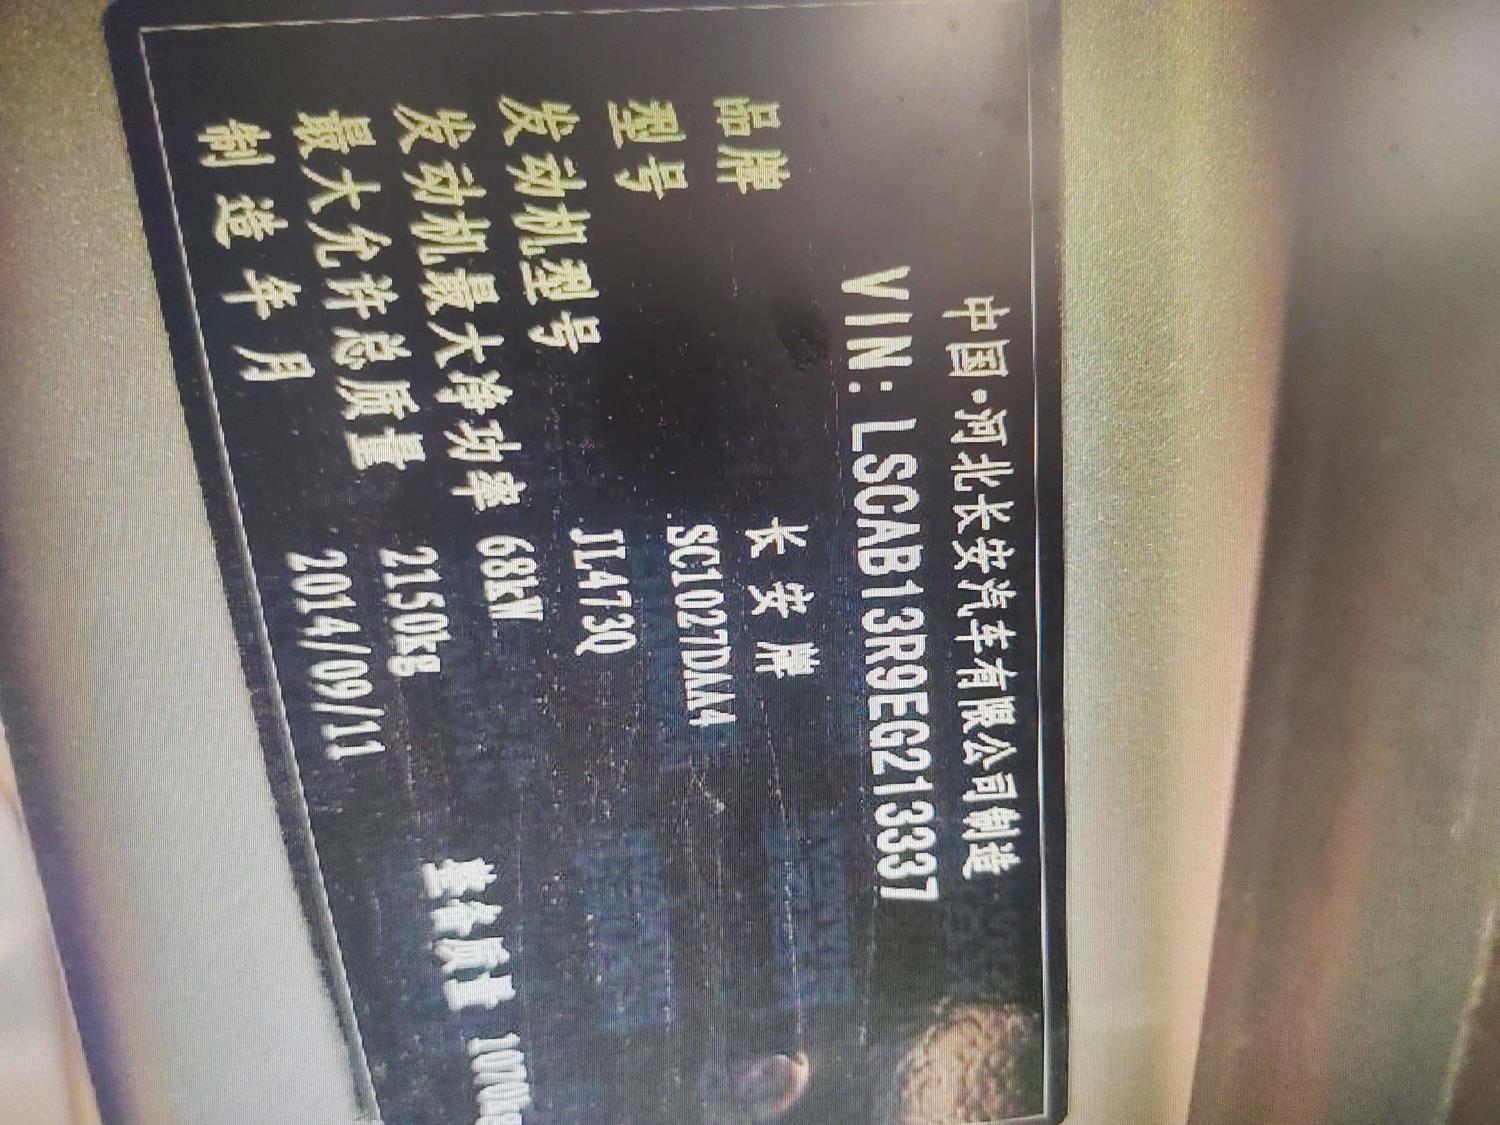 中国·河北长安汽车有限公司制造
VIN: LSCAB13R9EG213337
品牌 长安牌
型号 SC1027DAA4
发动机型号 JL473Q
发动机最大净功率 68kW
最大允许总质量 2150kg 整备质量 1070kg
制造年月 2014/09/11